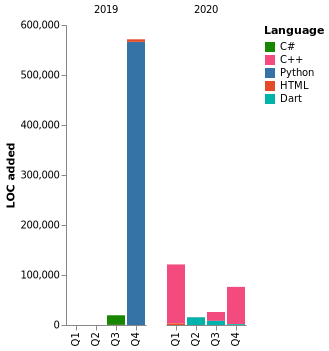 2019 2020
Language
C#
C++
Python
HTML
Dart
LOC added
600,000
500,000
400,000
300,000
200,000
100,000
0
Q1 Q2 Q3 Q4 Q1 Q2 Q3 Q4